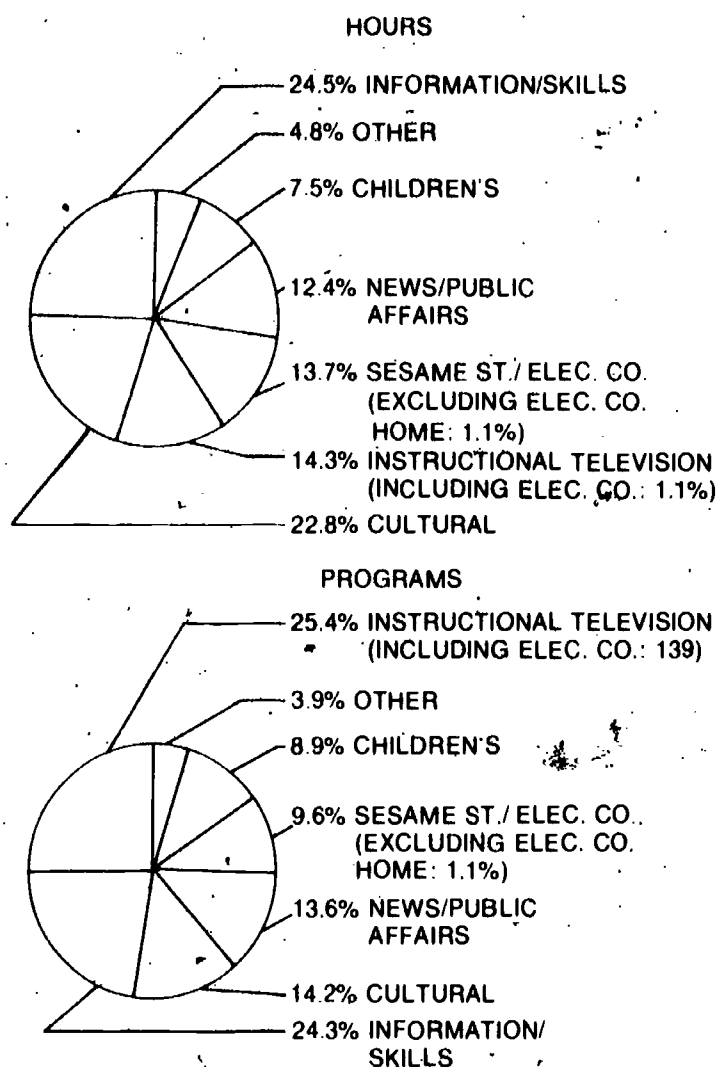 HOURS
24.5% INFORMATION/SKILLS
4.8% OTHER
7.5% CHILDREN'S
12.4% NEWS/PUBLIC
AFFAIRS
13.7% SESAME ST./ ELEC. CO.
(EXCLUDING ELEC. CO.
HOME: 1.1%)
14.3% INSTRUCTIONAL TELEVISION
(INCLUDING ELEC. CO.: 1.1%)
22.8% CULTURAL
PROGRAMS
25.4% INSTRUCTIONAL TELEVISION
(INCLUDING ELEC. CO.: 139)
3.9% OTHER
8.9% CHILDREN'S
9.6% SESAME ST./ ELEC. CO.
(EXCLUDING ELEC. CO.
HOME: 1.1%)
13.6% NEWS/PUBLIC
AFFAIRS
14.2% CULTURAL
24.3% INFORMATION/
SKILLS